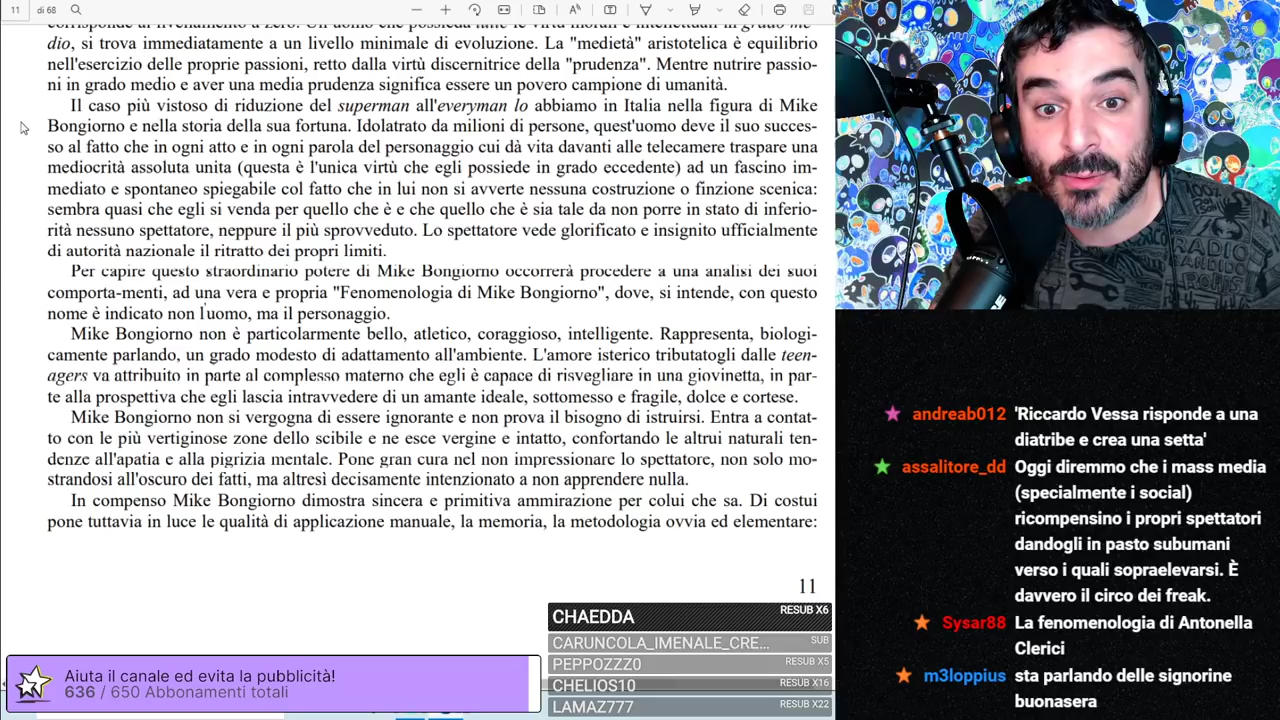 11
di 68
corrisponde al livellamento a zero. Un uomo che possieda tutte le virtù morali e intellettuali in grado me-
dio, si trova immediatamente a un livello minimale di evoluzione. La "medietà" aristotelica è equilibrio
nell'esercizio delle proprie passioni, retto dalla virtù discernitrice della "prudenza". Mentre nutrire passio-
ni in grado medio e aver una media prudenza significa essere un povero campione di umanità.
Il caso più vistoso di riduzione del superman all'everyman lo abbiamo in Italia nella figura di Mike
Bongiorno e nella storia della sua fortuna. Idolatrato da milioni di persone, quest'uomo deve il suo succes-
so al fatto che in ogni atto e in ogni parola del personaggio cui dà vita davanti alle telecamere traspare una
mediocrità assoluta unita (questa è l'unica virtù che egli possiede in grado eccedente) ad un fascino im-
mediato e spontaneo spiegabile col fatto che in lui non si avverte nessuna costruzione o finzione scenica:
sembra quasi che egli si venda per quello che è e che quello che è sia tale da non porre in stato di inferio-
rità nessuno spettatore, neppure il più sprovveduto. Lo spettatore vede glorificato e insignito ufficialmente
di autorità nazionale il ritratto dei propri limiti.
Per capire questo straordinario potere di Mike Bongiorno occorrerà procedere a una analisi dei suoi
comporta-menti, ad una vera e propria "Fenomenologia di Mike Bongiorno", dove, si intende, con questo
nome è indicato non l'uomo, ma il personaggio.
Mike Bongiorno non è particolarmente bello, atletico, coraggioso, intelligente. Rappresenta, biologi-
camente parlando, un grado modesto di adattamento all'ambiente. L'amore isterico tributatogli dalle teen-
agers va attribuito in parte al complesso materno che egli è capace di risvegliare in una giovinetta, in par-
te alla prospettiva che egli lascia intravvedere di un amante ideale, sottomesso e fragile, dolce e cortese.
Mike Bongiorno non si vergogna di essere ignorante e non prova il bisogno di istruirsi. Entra a contat-
to con le più vertiginose zone dello scibile e ne esce vergine e intatto, confortando le altrui naturali ten-
denze all'apatia e alla pigrizia mentale. Pone gran cura nel non impressionare lo spettatore, non solo mo-
strandosi all'oscuro dei fatti, ma altresì decisamente intenzionato a non apprendere nulla.
In compenso Mike Bongiorno dimostra sincera e primitiva ammirazione per colui che sa. Di costui
pone tuttavia in luce le qualità di applicazione manuale, la memoria, la metodologia ovvia ed elementare:
11
andreab012 'Riccardo Vessa risponde a una
diatribe e crea una setta'
assalitore_dd Oggi diremmo che i mass media
(specialmente i social)
ricompensino i propri spettatori
dandogli in pasto subumani
verso i quali sopraelevarsi. È
davvero il circo dei freak.
Sysar88 La fenomenologia di Antonella
Clerici
m3loppius sta parlando delle signorine
buonasera
CHAEDDA RESUB X6
CARUNCOLA_IMENALE_CRE... SUB
PEPPOZZZ0 RESUB X5
CHELIOS10 RESUB X16
LAMAZ777 RESUB X22
Aiuta il canale ed evita la pubblicità!
636 / 650 Abbonamenti totali